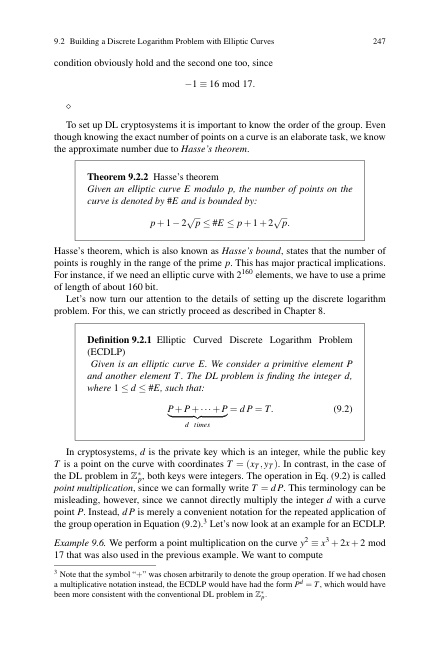 9.2 Building a Discrete Logarithm Problem with Elliptic Curves 247
condition obviously hold and the second one too, since
−1 ≡ 16 mod 17.
⋄
To set up DL cryptosystems it is important to know the order of the group. Even
though knowing the exact number of points on a curve is an elaborate task, we know
the approximate number due to Hasse's theorem.
Theorem 9.2.2 Hasse's theorem
Given an elliptic curve E modulo p, the number of points on the
curve is denoted by #E and is bounded by:
p + 1 − 2√p ≤ #E ≤ p + 1 + 2√p.
Hasse's theorem, which is also known as Hasse's bound, states that the number of
points is roughly in the range of the prime p. This has major practical implications.
For instance, if we need an elliptic curve with 2^160 elements, we have to use a prime
of length of about 160 bit.
Let's now turn our attention to the details of setting up the discrete logarithm
problem. For this, we can strictly proceed as described in Chapter 8.
Definition 9.2.1 Elliptic Curved Discrete Logarithm Problem
(ECDLP)
Given is an elliptic curve E. We consider a primitive element P
and another element T. The DL problem is finding the integer d,
where 1 ≤ d ≤ #E, such that:
P + P + ··· + P = d P = T. (9.2)
d times
In cryptosystems, d is the private key which is an integer, while the public key
T is a point on the curve with coordinates T = (x_T, y_T). In contrast, in the case of
the DL problem in ℤ*_p, both keys were integers. The operation in Eq. (9.2) is called
point multiplication, since we can formally write T = d P. This terminology can be
misleading, however, since we cannot directly multiply the integer d with a curve
point P. Instead, d P is merely a convenient notation for the repeated application of
the group operation in Equation (9.2).³ Let's now look at an example for an ECDLP.
Example 9.6. We perform a point multiplication on the curve y² ≡ x³ + 2x + 2 mod
17 that was also used in the previous example. We want to compute
³ Note that the symbol "+" was chosen arbitrarily to denote the group operation. If we had chosen
a multiplicative notation instead, the ECDLP would have had the form P^d = T, which would have
been more consistent with the conventional DL problem in ℤ*_p.